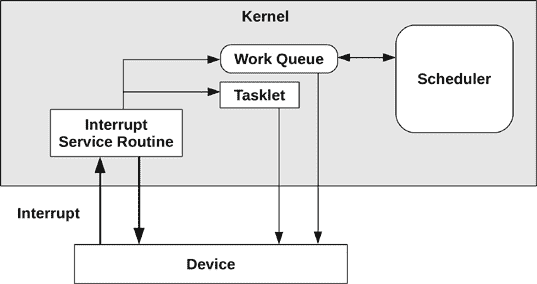 Kernel
Work Queue
Scheduler
Tasklet
Interrupt
Service Routine
Interrupt
Device